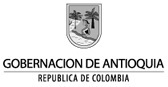 GOBERNACION DE ANTIOQUIA
REPUBLICA DE COLOMBIA